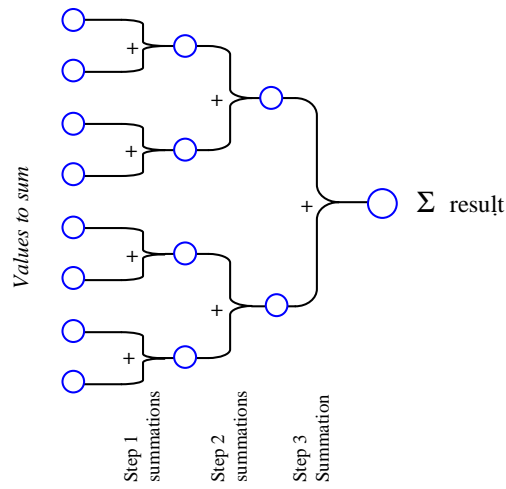 +
+
+
+
+
+
+
Σ result
Values to sum
Step 1
summations
Step 2
summations
Step 3
Summation